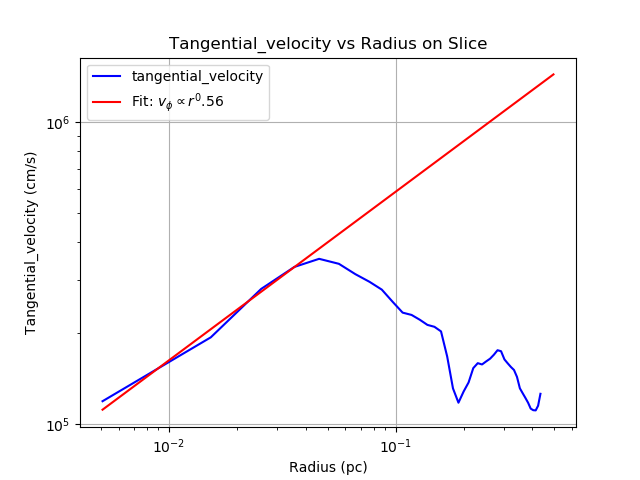 Tangential_velocity vs Radius on Slice
tangential_velocity
Fit: $v_\phi \propto r^0.56$
10^6
10^5
Tangential_velocity (cm/s)
10^{-2}
10^{-1}
Radius (pc)